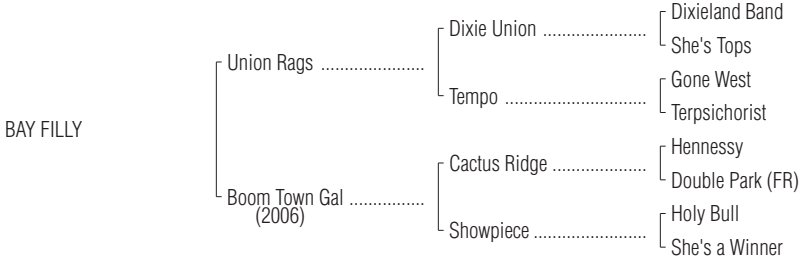 Dixieland Band
Dixie Union ......................
She's Tops
Union Rags ......................
Gone West
Tempo ..............................
Terpsichorist
BAY FILLY
Hennessy
Cactus Ridge ....................
Double Park (FR)
Boom Town Gal ................
(2006)
Holy Bull
Showpiece ........................
She's a Winner